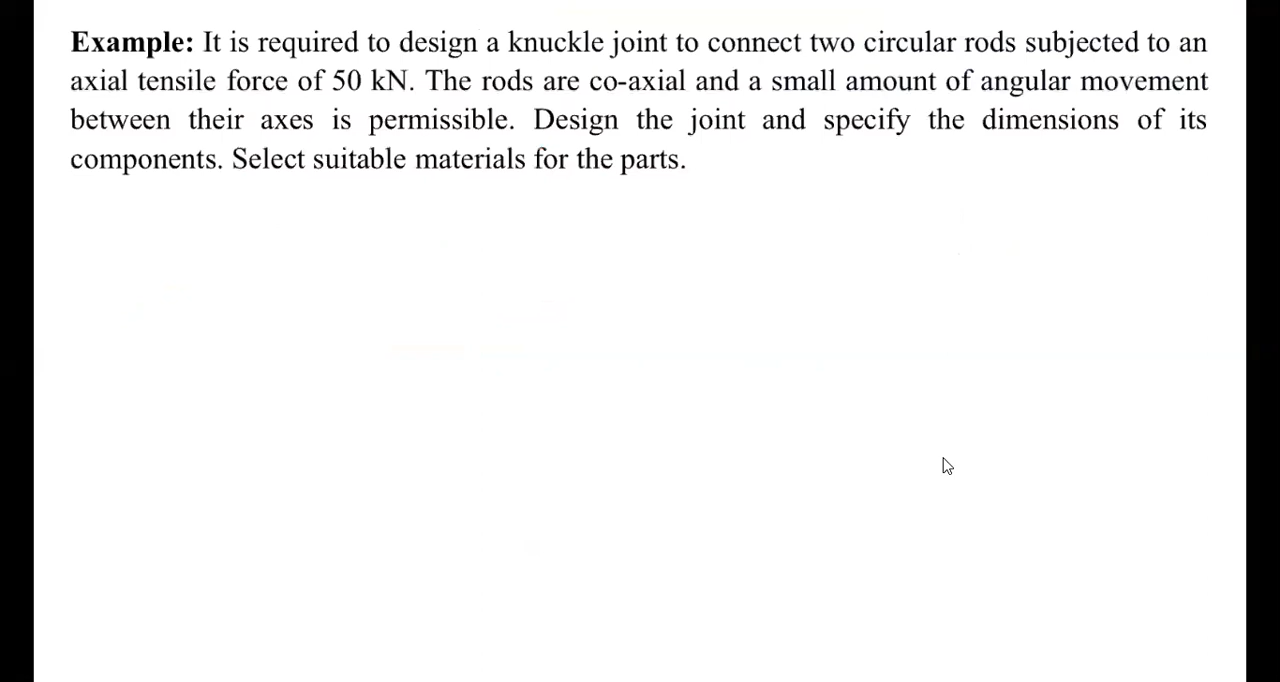 Example: It is required to design a knuckle joint to connect two circular rods subjected to an
axial tensile force of 50 kN. The rods are co-axial and a small amount of angular movement
between their axes is permissible. Design the joint and specify the dimensions of its
components. Select suitable materials for the parts.